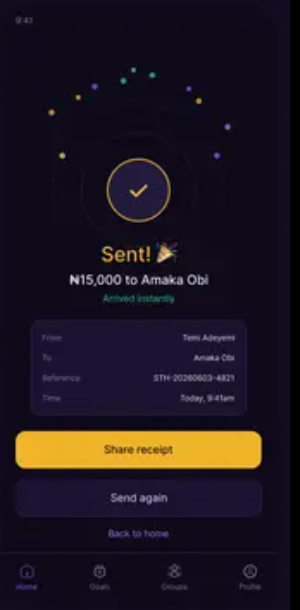 9:41
Sent! 🎉
₦15,000 to Amaka Obi
Arrived instantly
From Temi Adeyemi
To Amaka Obi
Reference STH-20260603-4821
Time Today, 9:41am
Share receipt
Send again
Back to home
Home Goals Groups Profile